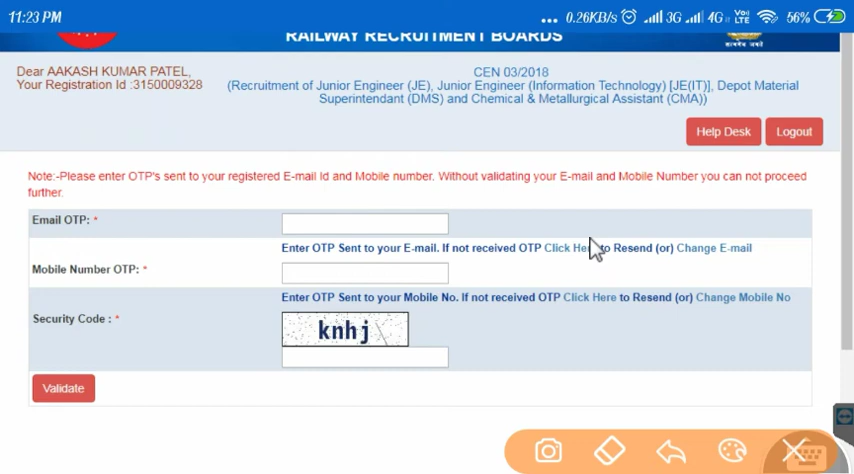 11:23 PM ... 0.26KB/s 3G 4G VoLTE 56%
RAILWAY RECRUITMENT BOARDS
Dear AAKASH KUMAR PATEL,
Your Registration Id :3150009328
CEN 03/2018
(Recruitment of Junior Engineer (JE), Junior Engineer (Information Technology) [JE(IT)], Depot Material
Superintendant (DMS) and Chemical & Metallurgical Assistant (CMA))
Help Desk Logout
Note:-Please enter OTP's sent to your registered E-mail Id and Mobile number. Without validating your E-mail and Mobile Number you can not proceed
further.
Email OTP: *
Enter OTP Sent to your E-mail. If not received OTP Click Here to Resend (or) Change E-mail
Mobile Number OTP: *
Enter OTP Sent to your Mobile No. If not received OTP Click Here to Resend (or) Change Mobile No
Security Code : *
knhj
Validate